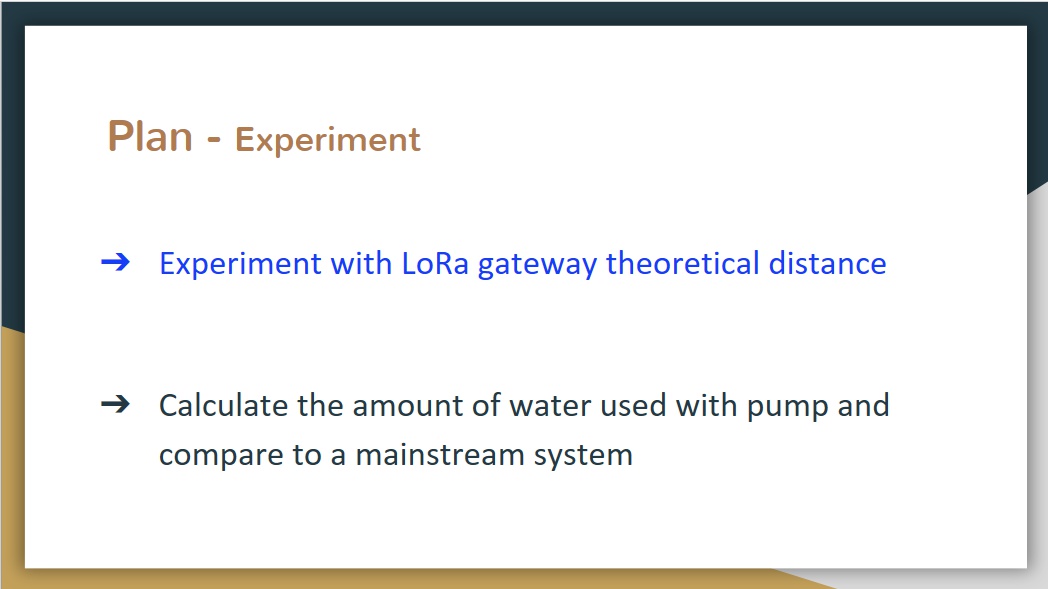 Plan - Experiment
➔ Experiment with LoRa gateway theoretical distance
➔ Calculate the amount of water used with pump and
compare to a mainstream system